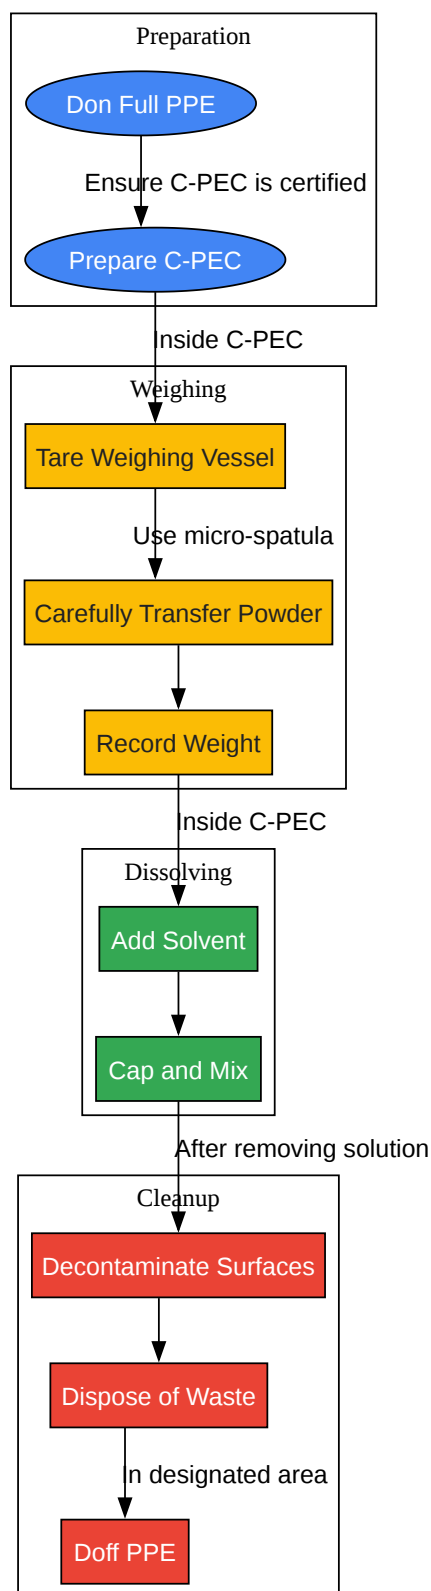 Preparation
Don Full PPE
Ensure C-PEC is certified
Prepare C-PEC
Inside C-PEC
Weighing
Tare Weighing Vessel
Use micro-spatula
Carefully Transfer Powder
Record Weight
Inside C-PEC
Dissolving
Add Solvent
Cap and Mix
After removing solution
Cleanup
Decontaminate Surfaces
Dispose of Waste
In designated area
Doff PPE